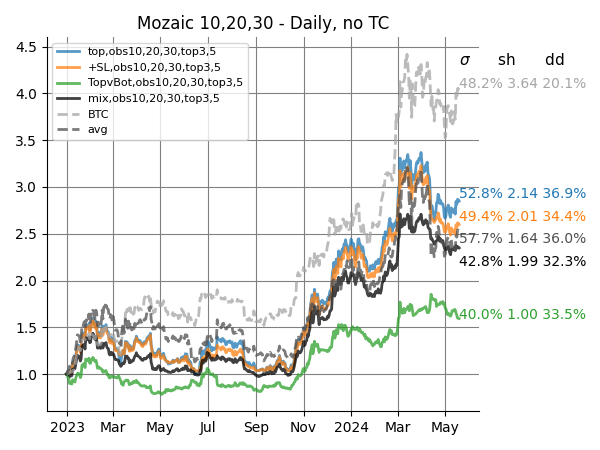 Mozaic 10,20,30 - Daily, no TC
σ sh dd
top,obs10,20,30,top3,5
+SL,obs10,20,30,top3,5
TopvBot,obs10,20,30,top3,5
mix,obs10,20,30,top3,5
BTC
avg
48.2% 3.64 20.1%
52.8% 2.14 36.9%
49.4% 2.01 34.4%
57.7% 1.64 36.0%
42.8% 1.99 32.3%
40.0% 1.00 33.5%
4.5
4.0
3.5
3.0
2.5
2.0
1.5
1.0
2023 Mar May Jul Sep Nov 2024 Mar May